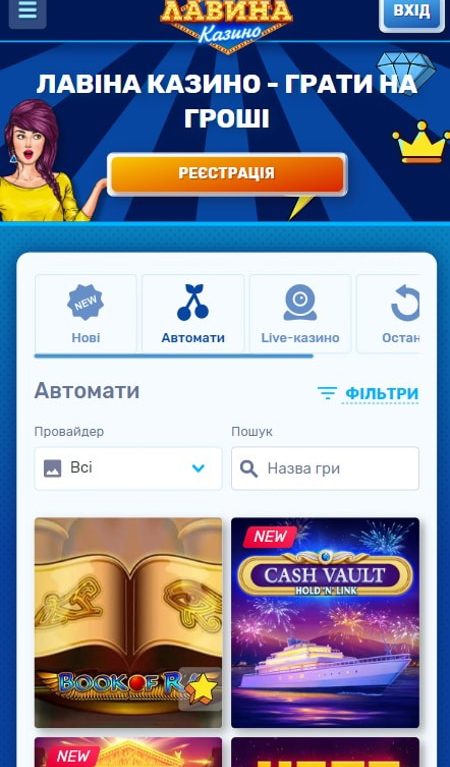 ЛАВИНА
Казино
ВХІД
ЛАВІНА КАЗИНО - ГРАТИ НА
ГРОШІ
РЕЄСТРАЦІЯ
NEW
Нові
Автомати
Live-казино
Остан
Автомати
ФІЛЬТРИ
Провайдер
Пошук
Всі
Назва гри
NEW
CASH VAULT
HOLD'N'LINK
BOOK OF R
NEW